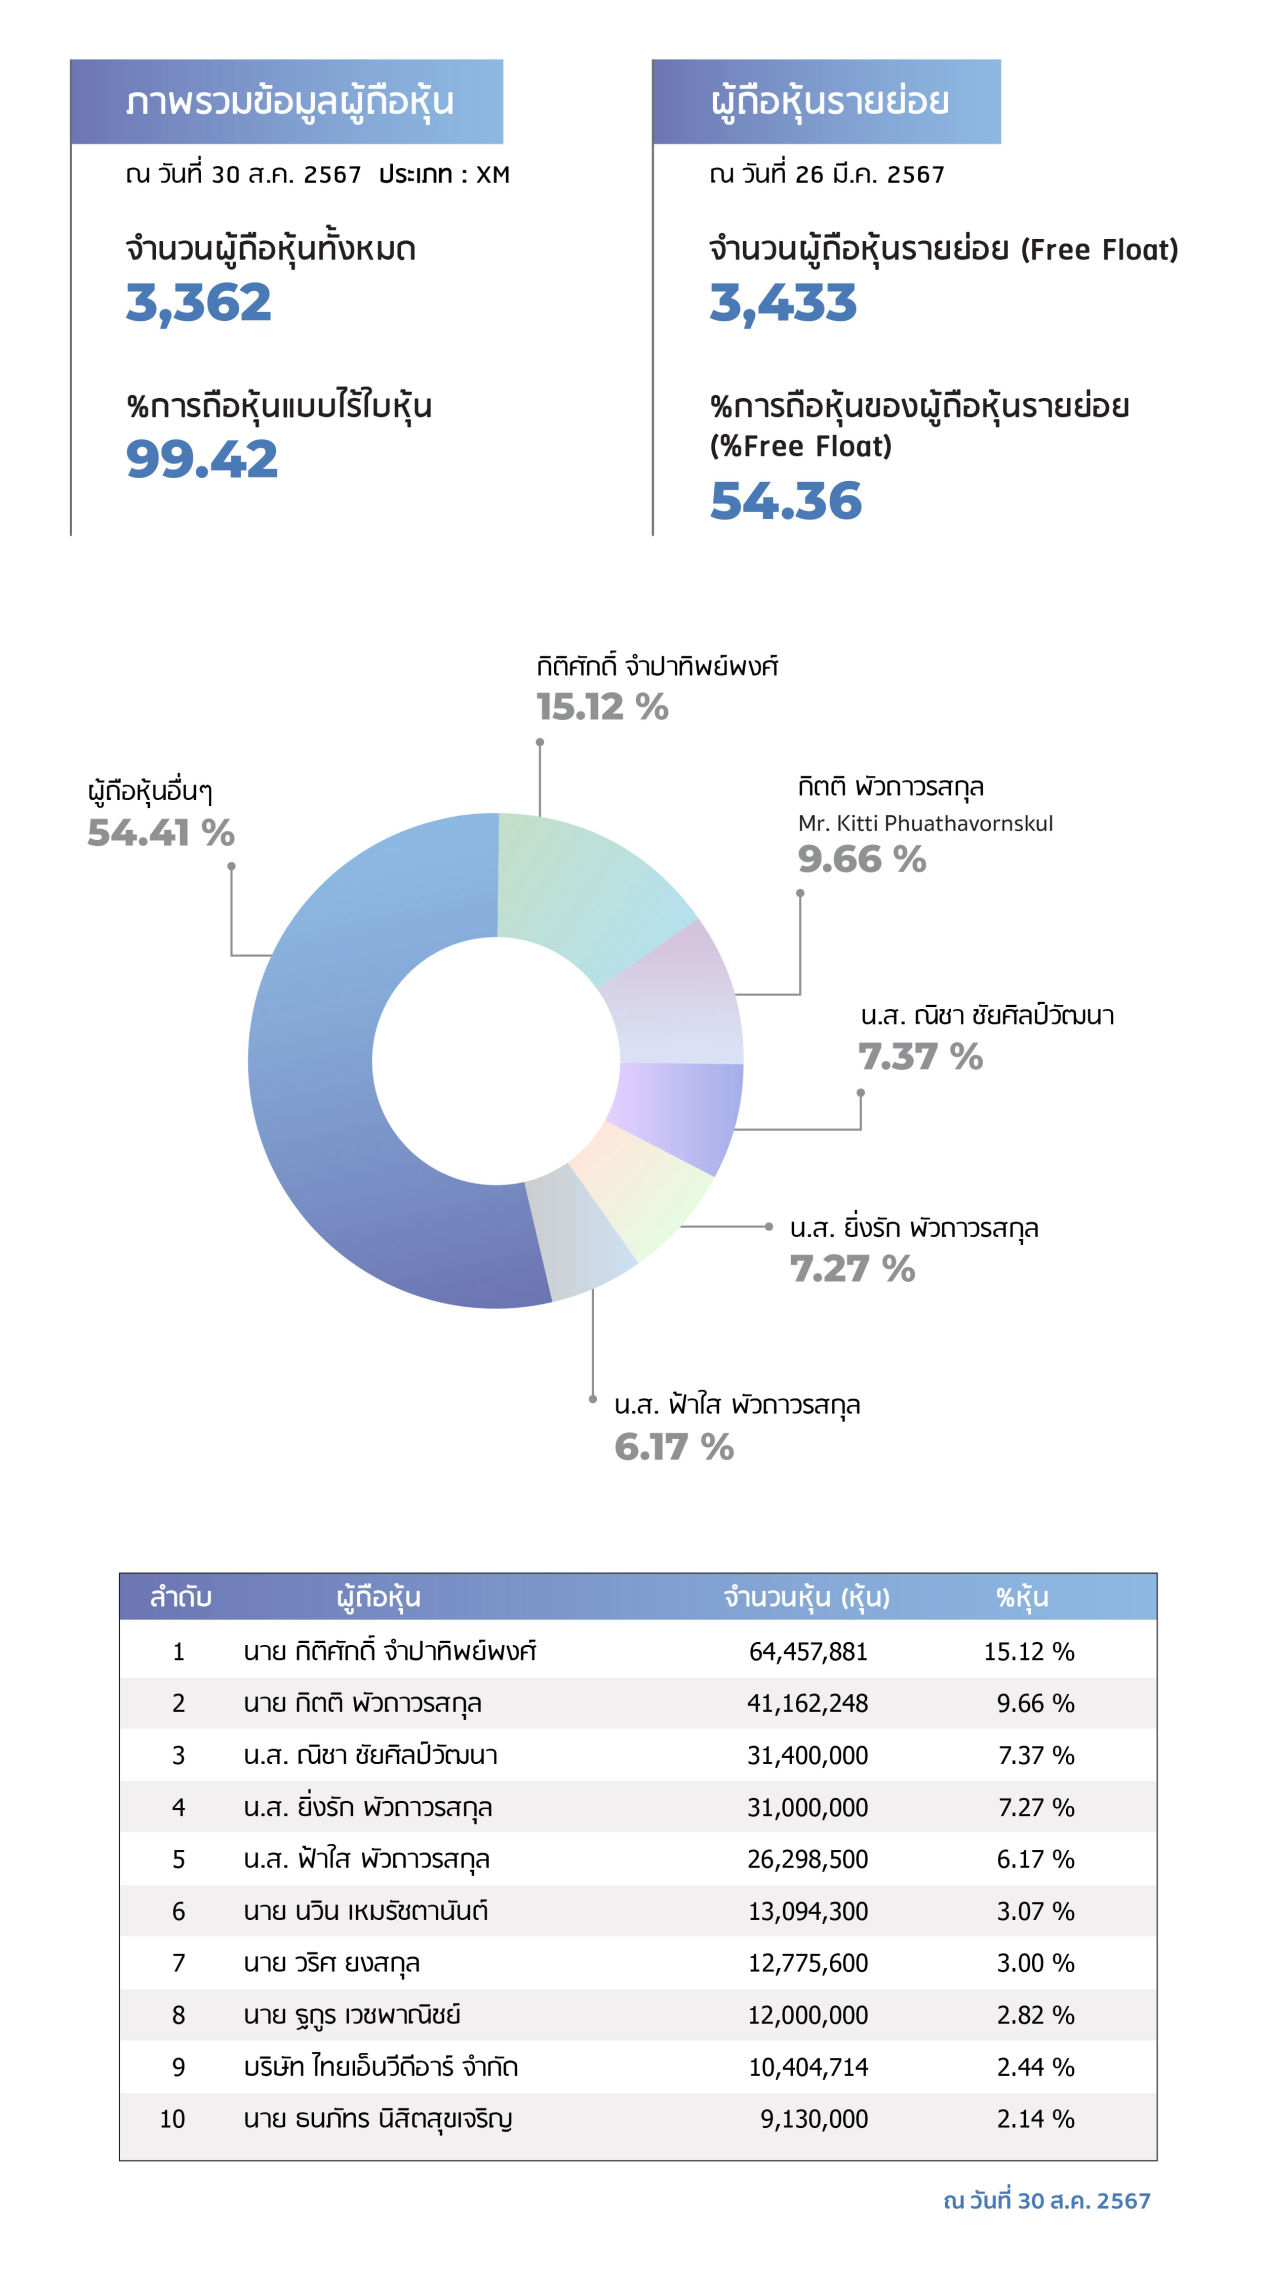 ภาพรวมข้อมูลผู้ถือหุ้น
ณ วันที่ 30 ส.ค. 2567 ประเภท : XM
จำนวนผู้ถือหุ้นทั้งหมด
3,362
%การถือหุ้นแบบไร้ใบหุ้น
99.42
ผู้ถือหุ้นรายย่อย
ณ วันที่ 26 มี.ค. 2567
จำนวนผู้ถือหุ้นรายย่อย (Free Float)
3,433
%การถือหุ้นของผู้ถือหุ้นรายย่อย
(%Free Float)
54.36
กิติศักดิ์ จำปาทิพย์พงศ์
15.12 %
ผู้ถือหุ้นอื่นๆ
54.41 %
กิตติ พัวถาวรสกุล
Mr. Kitti Phuathavornskul
9.66 %
น.ส. ณิชา ชัยศิลป์วัฒนา
7.37 %
น.ส. ยิ่งรัก พัวถาวรสกุล
7.27 %
น.ส. ฟ้าใส พัวถาวรสกุล
6.17 %
ลำดับ ผู้ถือหุ้น จำนวนหุ้น (หุ้น) %หุ้น
1 นาย กิติศักดิ์ จำปาทิพย์พงศ์ 64,457,881 15.12 %
2 นาย กิตติ พัวถาวรสกุล 41,162,248 9.66 %
3 น.ส. ณิชา ชัยศิลป์วัฒนา 31,400,000 7.37 %
4 น.ส. ยิ่งรัก พัวถาวรสกุล 31,000,000 7.27 %
5 น.ส. ฟ้าใส พัวถาวรสกุล 26,298,500 6.17 %
6 นาย นวิน เหมรัชตานันต์ 13,094,300 3.07 %
7 นาย วริศ ยงสกุล 12,775,600 3.00 %
8 นาย ฐกูร เวชพาณิชย์ 12,000,000 2.82 %
9 บริษัท ไทยเอ็นวีดีอาร์ จำกัด 10,404,714 2.44 %
10 นาย ธนภัทร นิสิตสุขเจริญ 9,130,000 2.14 %
ณ วันที่ 30 ส.ค. 2567